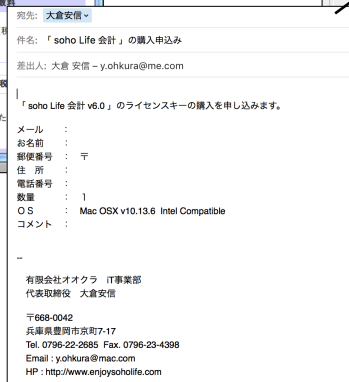 宛先: 大倉安信
件名: 「 soho Life 会計 」の購入申込み
差出人: 大倉 安信 – y.ohkura@me.com
「 soho Life 会計 v6.0 」のライセンスキーの購入を申し込みます。
メール :
お名前 :
郵便番号 : 〒
住 所 :
電話番号 :
数量 : 1
O S : Mac OSX v10.13.6 Intel Compatible
コメント :
--
有限会社オオクラ iT事業部
代表取締役 大倉安信
〒668-0042
兵庫県豊岡市京町7-17
Tel. 0796-22-2685 Fax. 0796-23-4398
Email : y.ohkura@mac.com
HP : http://www.enjoysoholife.com